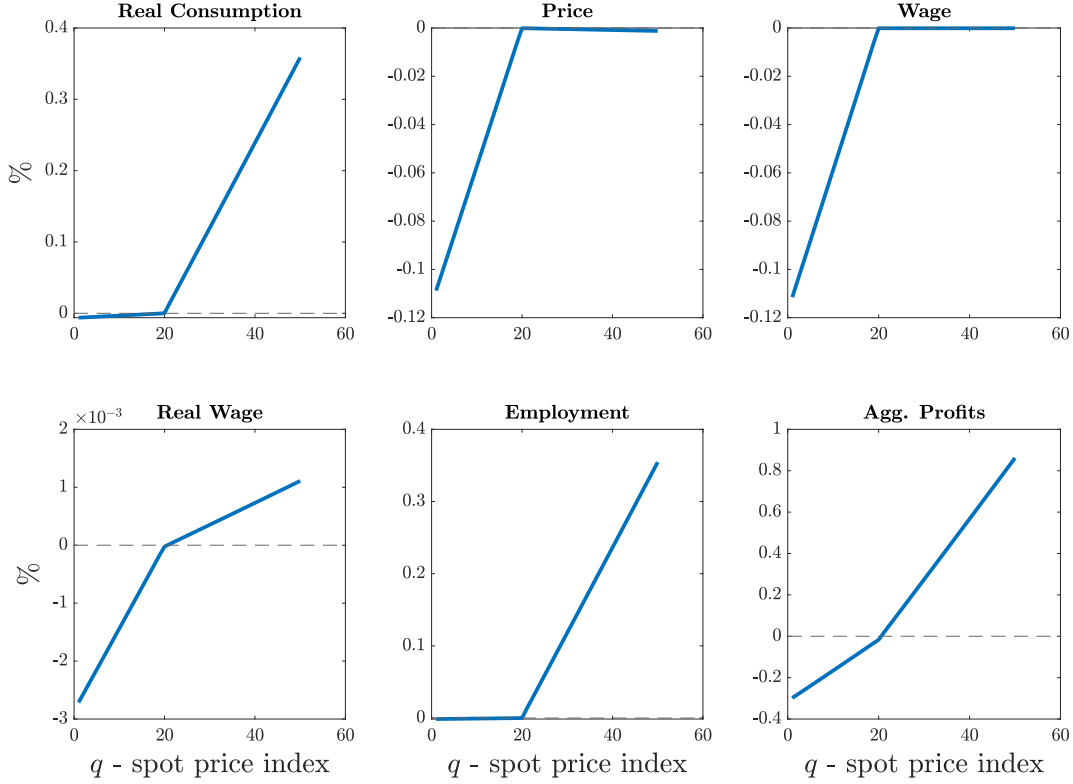 Real Consumption
0.4
0.3
%
0.2
0.1
0
0 20 40 60
Price
0
-0.02
-0.04
-0.06
-0.08
-0.1
-0.12
0 20 40 60
Wage
0
-0.02
-0.04
-0.06
-0.08
-0.1
-0.12
0 20 40 60
Real Wage
×10⁻³
2
1
0
%
-1
-2
-3
0 20 40 60
q - spot price index
Employment
0.4
0.3
0.2
0.1
0
0 20 40 60
q - spot price index
Agg. Profits
1
0.8
0.6
0.4
0.2
0
-0.2
-0.4
0 20 40 60
q - spot price index